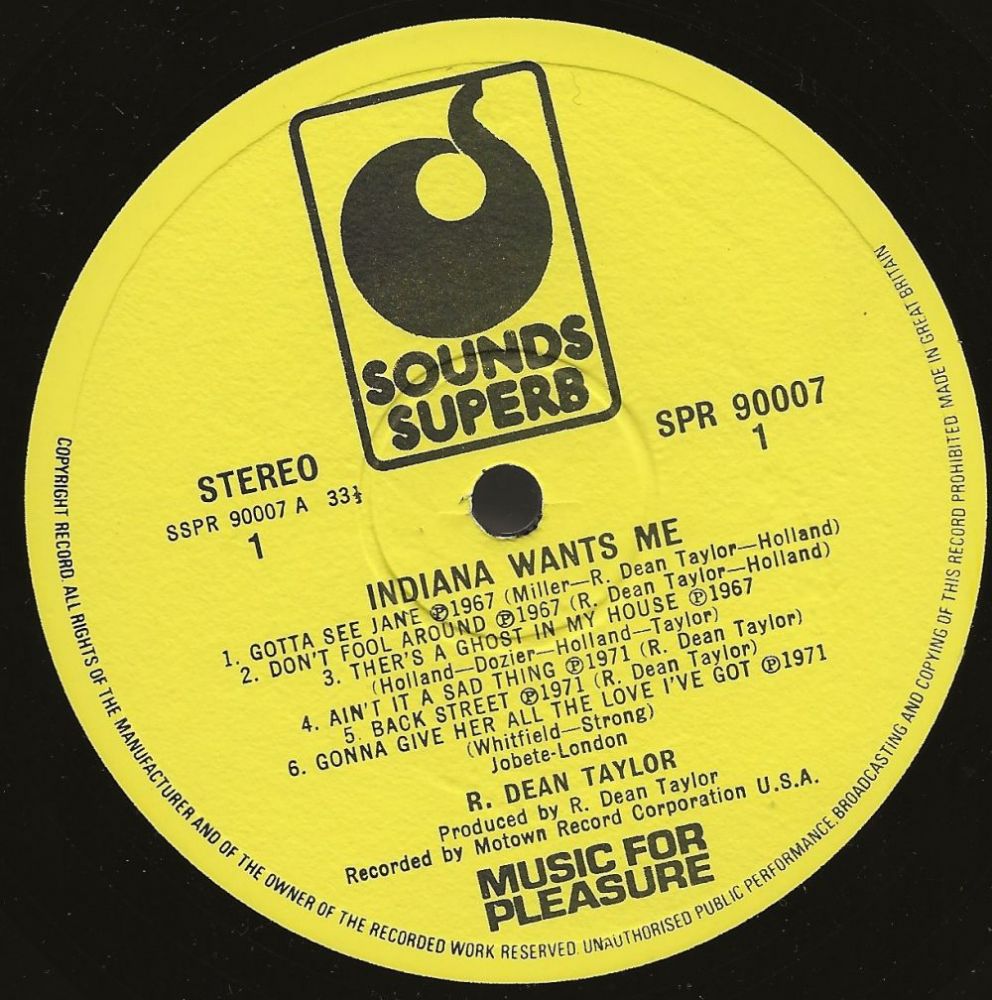 SOUNDS
SUPERB
STEREO
SSPR 90007 A 33⅓
1
SPR 90007
1
INDIANA WANTS ME
1. GOTTA SEE JANE ℗1967 (Miller—R. Dean Taylor—Holland)
2. DON'T FOOL AROUND ℗1967 (R. Dean Taylor—Holland)
3. THER'S A GHOST IN MY HOUSE ℗1967
(Holland—Dozier—Holland—Taylor)
4. AIN'T IT A SAD THING ℗1971 (R. Dean Taylor)
5. BACK STREET ℗1971 (R. Dean Taylor)
6. GONNA GIVE HER ALL THE LOVE I'VE GOT ℗1971
(Whitfield—Strong)
Jobete-London
R. DEAN TAYLOR
Produced by R. Dean Taylor
Recorded by Motown Record Corporation U.S.A.
MUSIC FOR
PLEASURE
COPYRIGHT RECORD. ALL RIGHTS OF THE MANUFACTURER AND OF THE OWNER OF THE RECORDED WORK RESERVED. UNAUTHORISED PUBLIC PERFORMANCE, BROADCASTING AND COPYING OF THIS RECORD PROHIBITED MADE IN GREAT BRITAIN